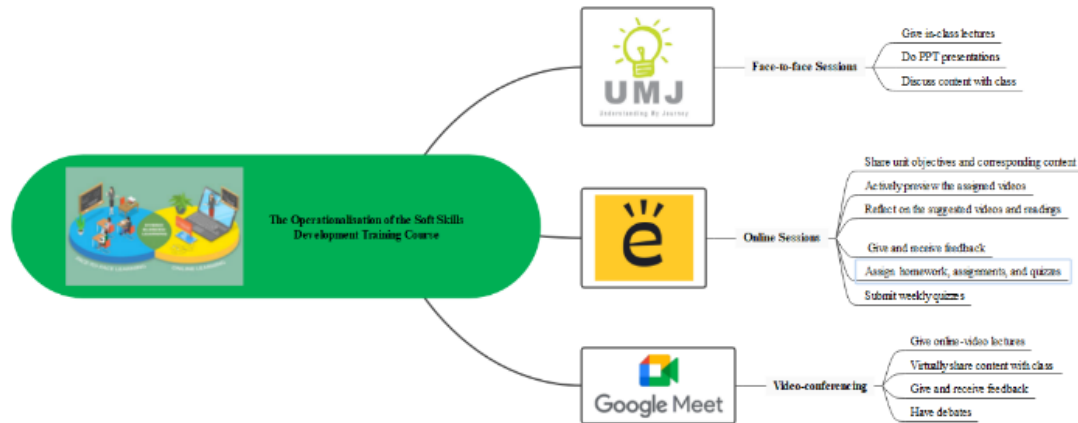 The Operationalisation of the Soft Skills
Development Training Course
UMJ
Understanding My Journey
Face-to-face Sessions
Give in-class lectures
Do PPT presentations
Discuss content with class
ë
Online Sessions
Share unit objectives and corresponding content
Actively preview the assigned videos
Reflect on the suggested videos and readings
Give and receive feedback
Assign homework, assignements, and quizzes
Submit weekly quizzes
Google Meet
Video-conferencing
Give online-video lectures
Virtually share content with class
Give and receive feedback
Have debates